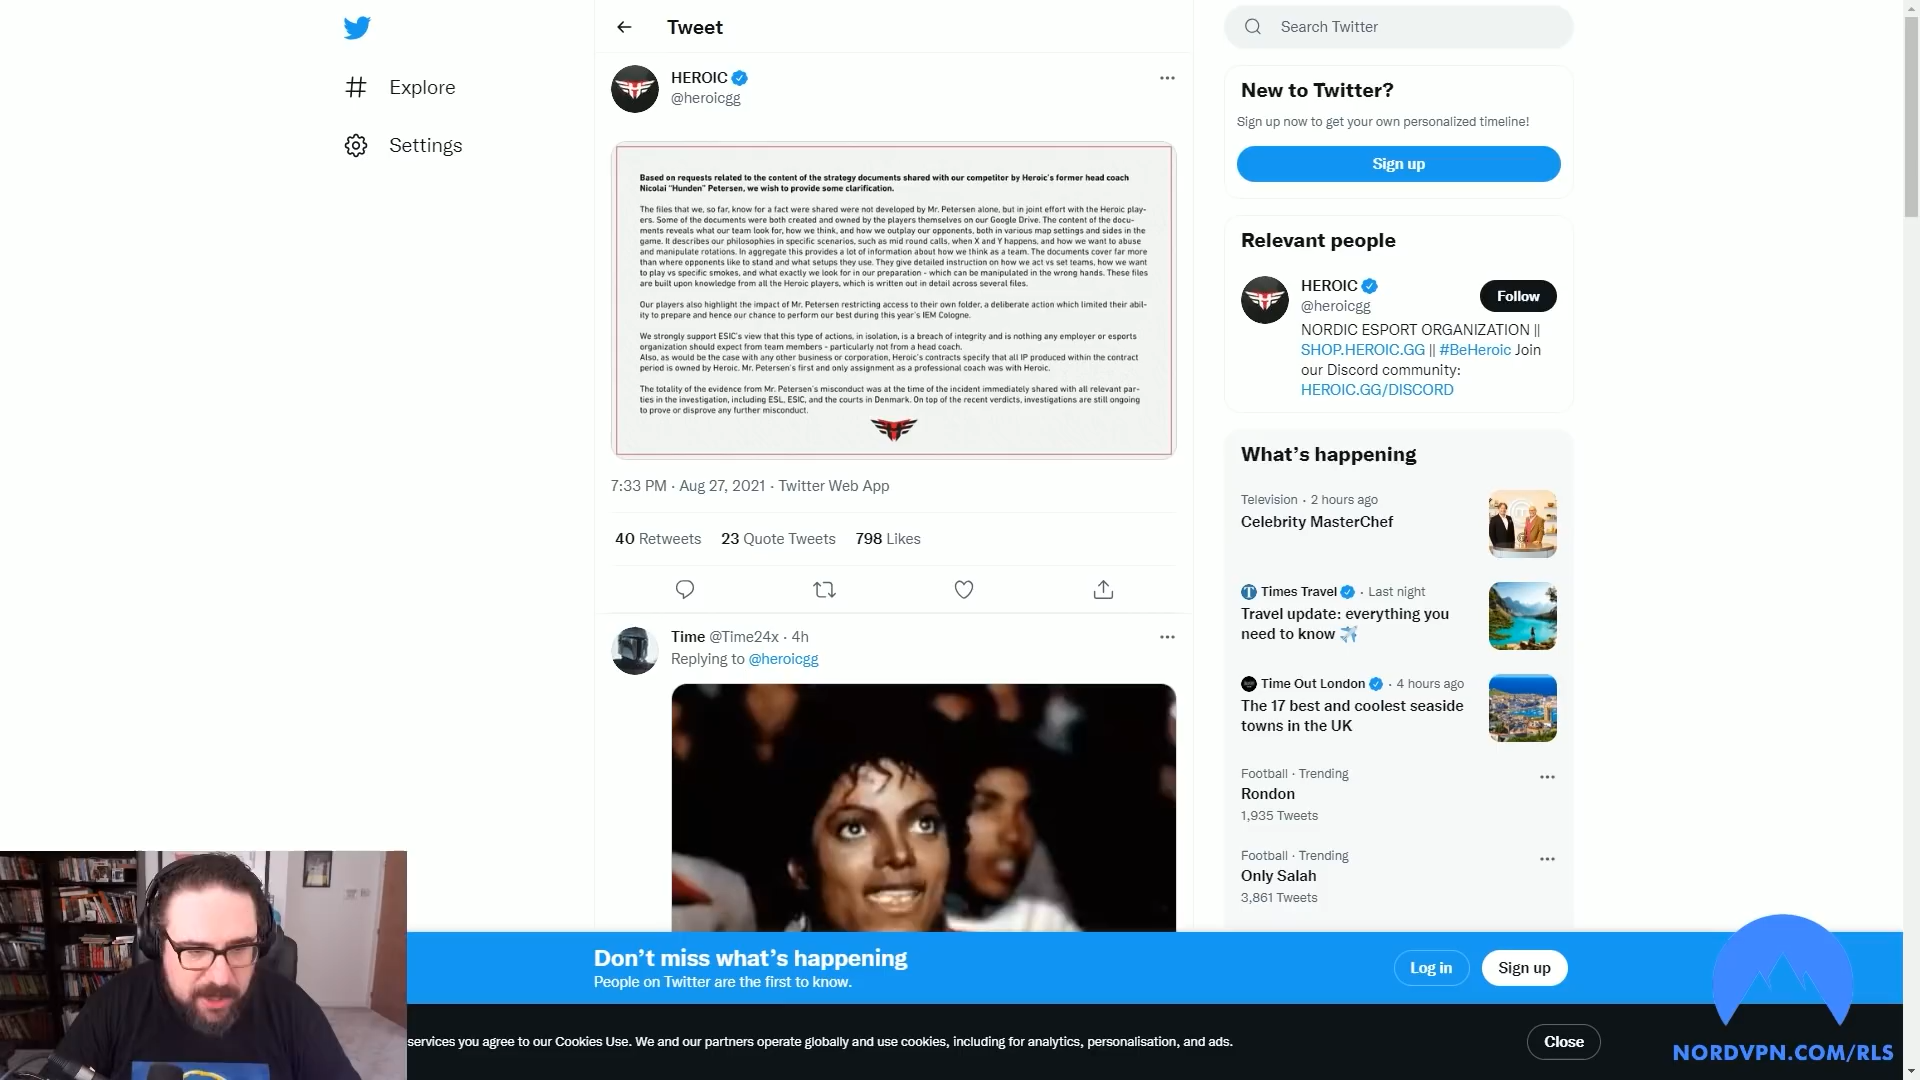 Tweet
Search Twitter
Explore
Settings
HEROIC
@heroicgg
Based on requests related to the content of the strategy documents shared with our competitor by Heroic's former head coach
Nicolai "Hunden" Petersen, we wish to provide some clarification.
The files that we, so far, know for a fact were shared were not developed by Mr. Petersen alone, but in joint effort with the Heroic play-
ers. Some of the documents were both created and owned by the players themselves on our Google Drive. The content of the docu-
ments reveals what our team look for, how we think, and how we outplay our opponents, both in various map settings and sides in the
game. It describes our philosophies in specific scenarios, such as mid round calls, when X and Y happens, and how we want to abuse
and manipulate rotations. In aggregate this provides a lot of information about how we think as a team. The documents cover far more
than where opponents like to stand and what setups they use. They give detailed instruction on how we act vs set teams, how we want
to play vs specific smokes, and what exactly we look for in our preparation - which can be manipulated in the wrong hands. These files
are built upon knowledge from all the Heroic players, which is written out in detail across several files.
Our players also highlight the impact of Mr. Petersen restricting access to their own folder, a deliberate action which limited their abil-
ity to prepare and hence our chance to perform our best during this year's IEM Cologne.
We strongly support ESIC's view that this type of actions, in isolation, is a breach of integrity and is nothing any employer or esports
organization should expect from team members - particularly not from a head coach.
Also, as would be the case with any other business or corporation, Heroic's contracts specify that all IP produced within the contract
period is owned by Heroic. Mr. Petersen's first and only assignment as a professional coach was with Heroic.
The totality of the evidence from Mr. Petersen's misconduct was at the time of the incident immediately shared with all relevant par-
ties in the investigation, including ESL, ESIC, and the courts in Denmark. On top of the recent verdicts, investigations are still ongoing
to prove or disprove any further misconduct.
7:33 PM · Aug 27, 2021 · Twitter Web App
40 Retweets 23 Quote Tweets 798 Likes
Time @Time24x · 4h
Replying to @heroicgg
New to Twitter?
Sign up now to get your own personalized timeline!
Sign up
Relevant people
HEROIC
@heroicgg
Follow
NORDIC ESPORT ORGANIZATION ||
SHOP.HEROIC.GG || #BeHeroic Join
our Discord community:
HEROIC.GG/DISCORD
What's happening
Television · 2 hours ago
Celebrity MasterChef
Times Travel · Last night
Travel update: everything you
need to know
Time Out London · 4 hours ago
The 17 best and coolest seaside
towns in the UK
Football · Trending
Rondon
1,935 Tweets
Football · Trending
Only Salah
3,861 Tweets
Don't miss what's happening
People on Twitter are the first to know.
Log in
Sign up
services you agree to our Cookies Use. We and our partners operate globally and use cookies, including for analytics, personalisation, and ads.
Close
NORDVPN.COM/RLS